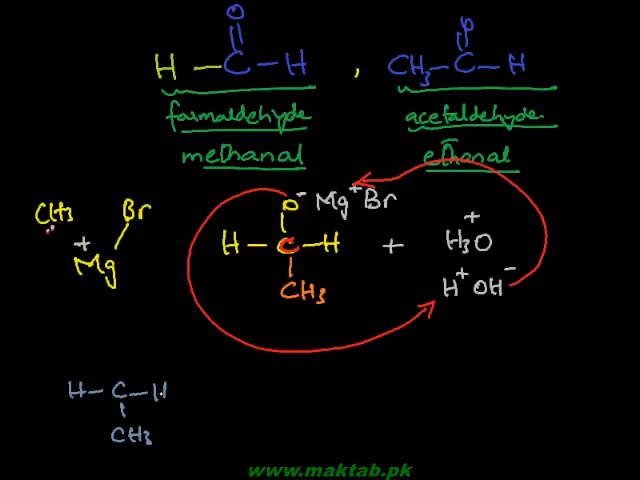 O
H — C — H , CH3 — C — H
formaldehyde acetaldehyde
methanal ethanal
CH3 Br O⁻ Mg⁺Br
+ H — C — H + H3O⁺
Mg CH3 H⁺ OH⁻
H — C — H
CH3
www.maktab.pk